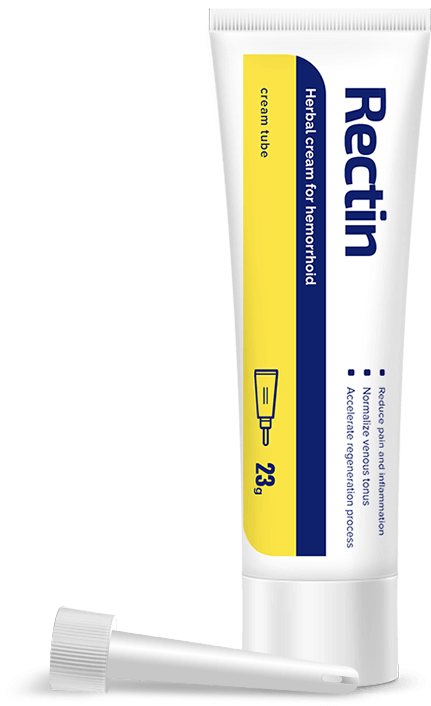 Rectin
Herbal cream for hemorrhoid
cream tube
Reduce pain and inflammation
Normalize venous tonus
Accelerate regeneration process
23g